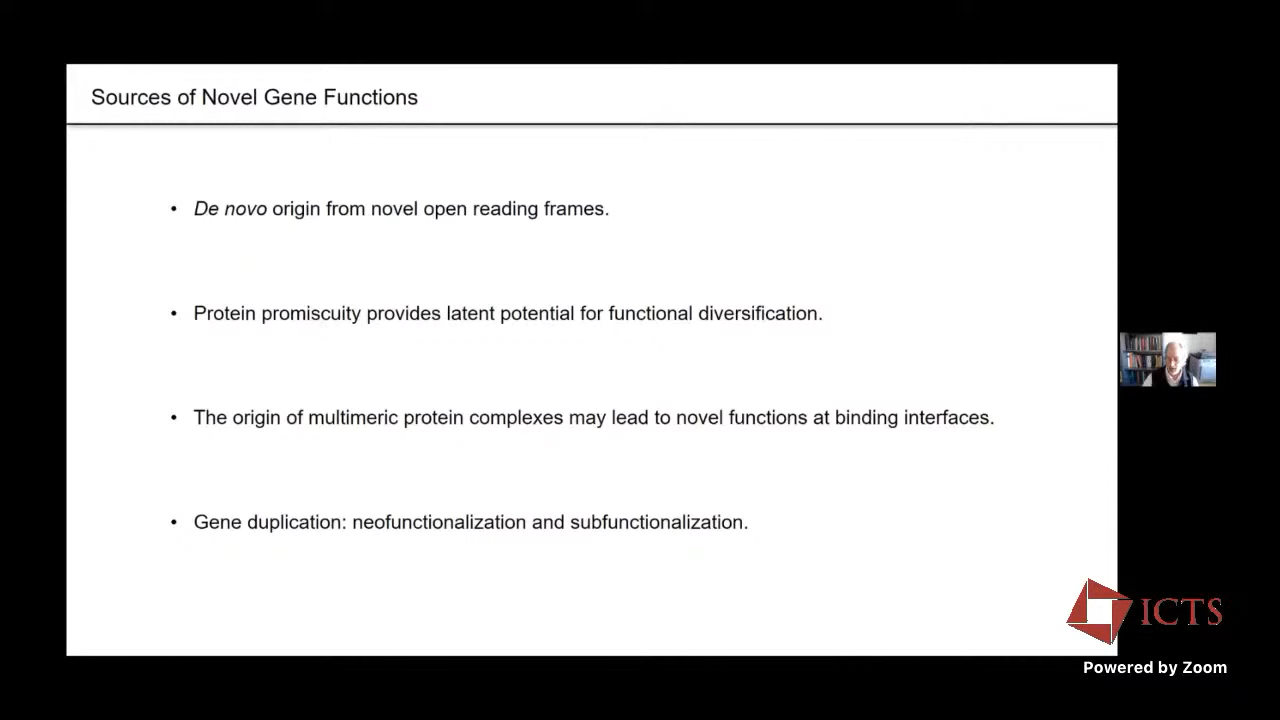 Sources of Novel Gene Functions
• De novo origin from novel open reading frames.
• Protein promiscuity provides latent potential for functional diversification.
• The origin of multimeric protein complexes may lead to novel functions at binding interfaces.
• Gene duplication: neofunctionalization and subfunctionalization.
ICTS
Powered by Zoom